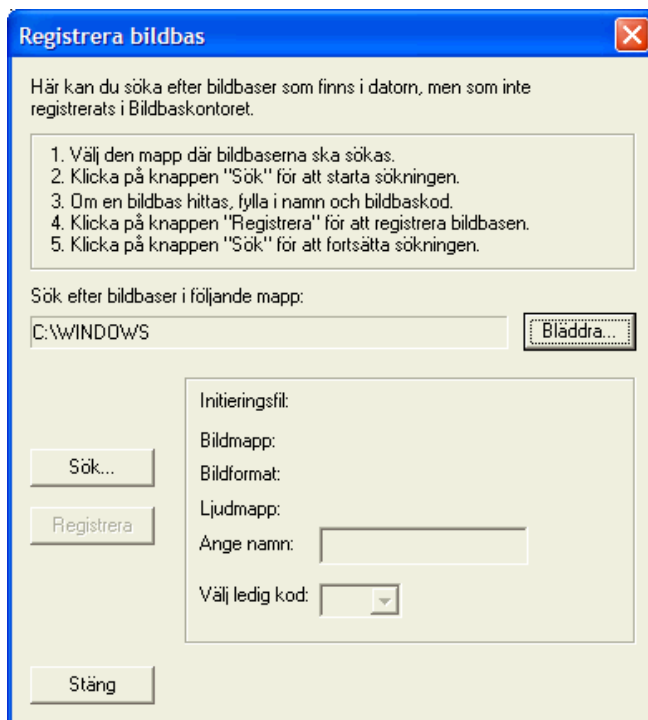 Registrera bildbas
Här kan du söka efter bildbaser som finns i datorn, men som inte
registrerats i Bildbaskontoret.
1. Välj den mapp där bildbaserna ska sökas.
2. Klicka på knappen "Sök" för att starta sökningen.
3. Om en bildbas hittas, fylla i namn och bildbaskod.
4. Klicka på knappen "Registrera" för att registrera bildbasen.
5. Klicka på knappen "Sök" för att fortsätta sökningen.
Sök efter bildbaser i följande mapp:
C:\WINDOWS
Bläddra...
Sök...
Registrera
Initieringsfil:
Bildmapp:
Bildformat:
Ljudmapp:
Ange namn:
Välj ledig kod:
Stäng